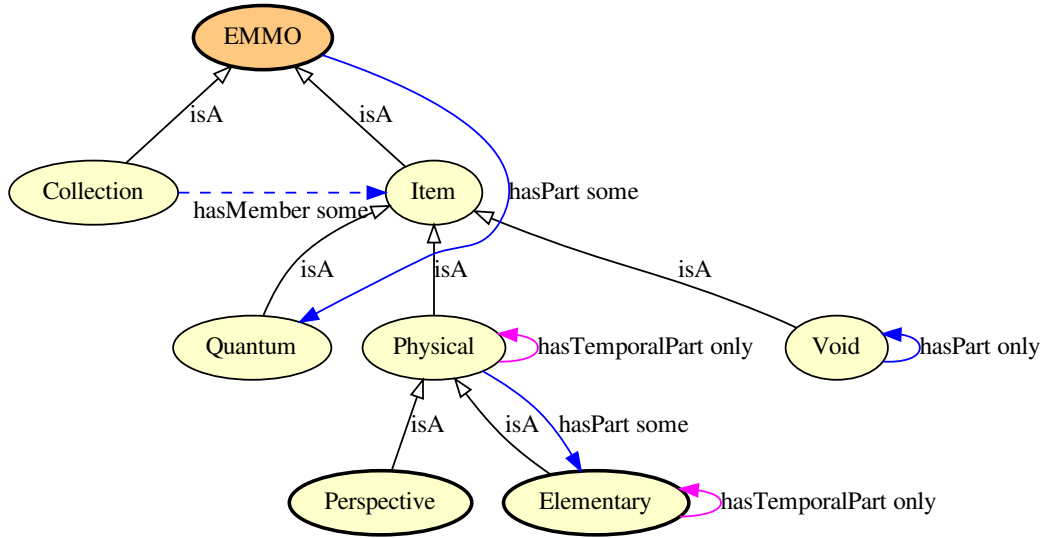 EMMO
isA
isA
Collection
Item
hasPart some
hasMember some
isA
isA
isA
Quantum
Physical
hasTemporalPart only
Void
hasPart only
isA
isA
hasPart some
Perspective
Elementary
hasTemporalPart only